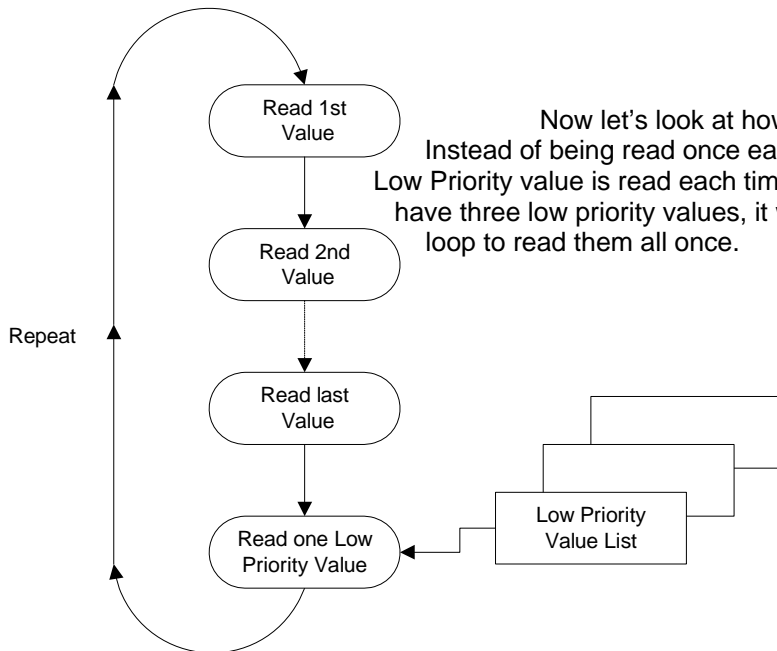 Read 1st
Value
Now let's look at how
Instead of being read once ea
Low Priority value is read each tim
have three low priority values, it
loop to read them all once.
Read 2nd
Value
Repeat
Read last
Value
Read one Low
Priority Value
Low Priority
Value List